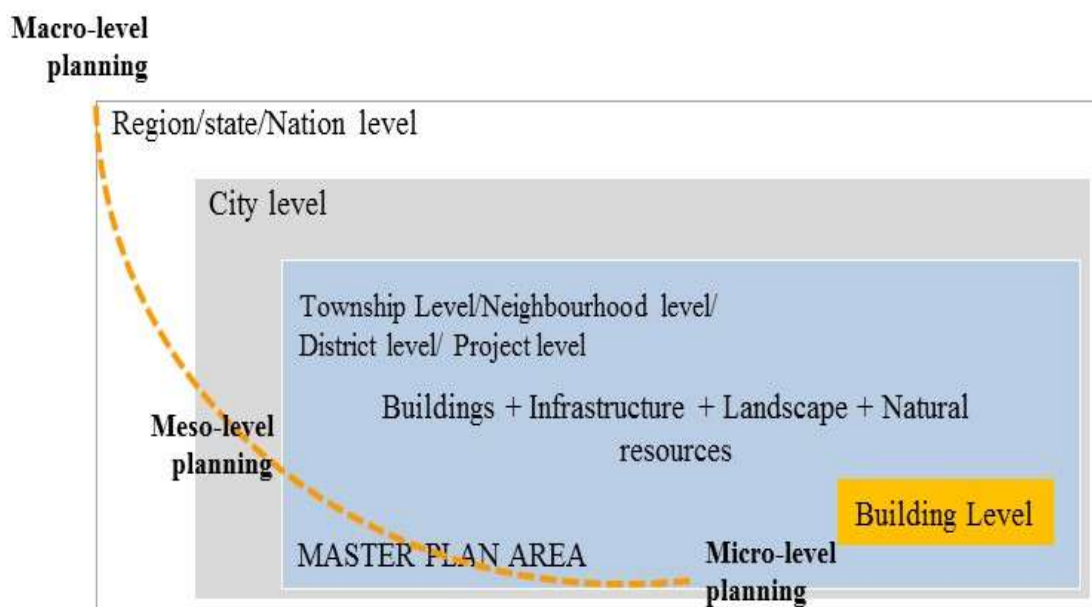 Macro-level
planning
Region/state/Nation level
City level
Township Level/Neighbourhood level/
District level/ Project level
Buildings + Infrastructure + Landscape + Natural
resources
Meso-level
planning
Building Level
MASTER PLAN AREA
Micro-level
planning